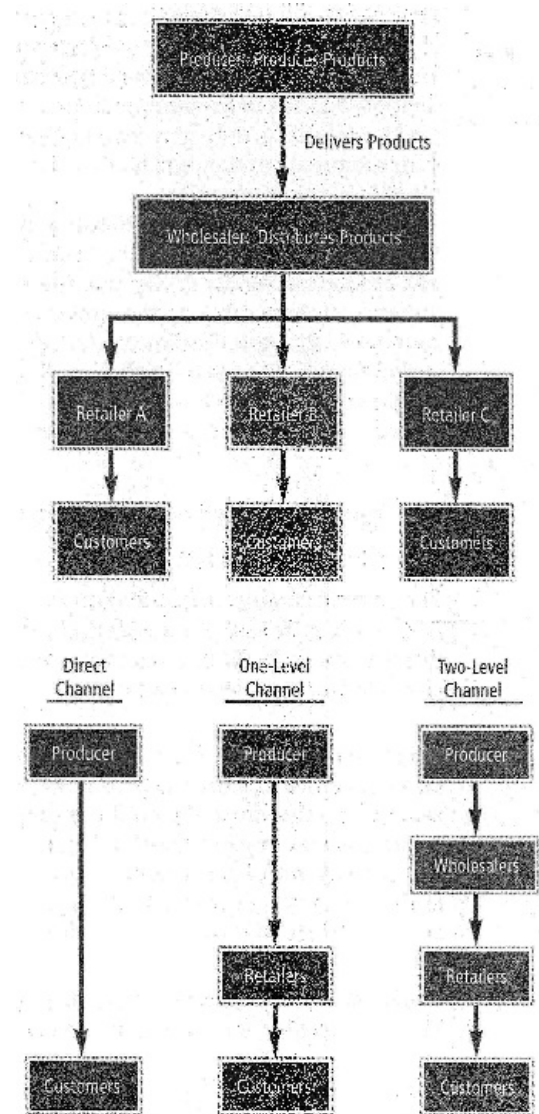 Producer: Produces Products
Delivers Products
Wholesaler: Distributes Products
Retailer A
Retailer B
Retailer C
Customers
Customers
Customers
Direct
Channel
One-Level
Channel
Two-Level
Channel
Producer
Producer
Producer
Wholesalers
Retailers
Retailers
Customers
Customers
Customers